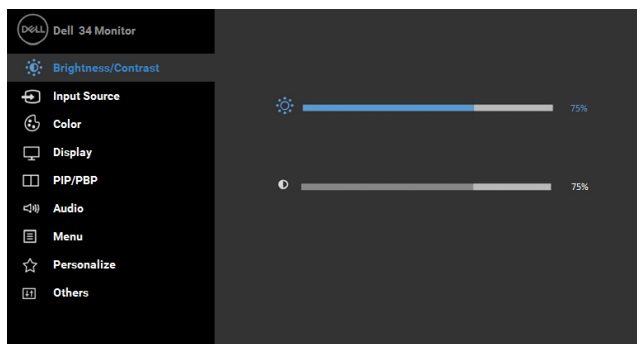 DELL Dell 34 Monitor
Brightness/Contrast
Input Source
Color
Display
PIP/PBP
Audio
Menu
Personalize
Others
75%
75%